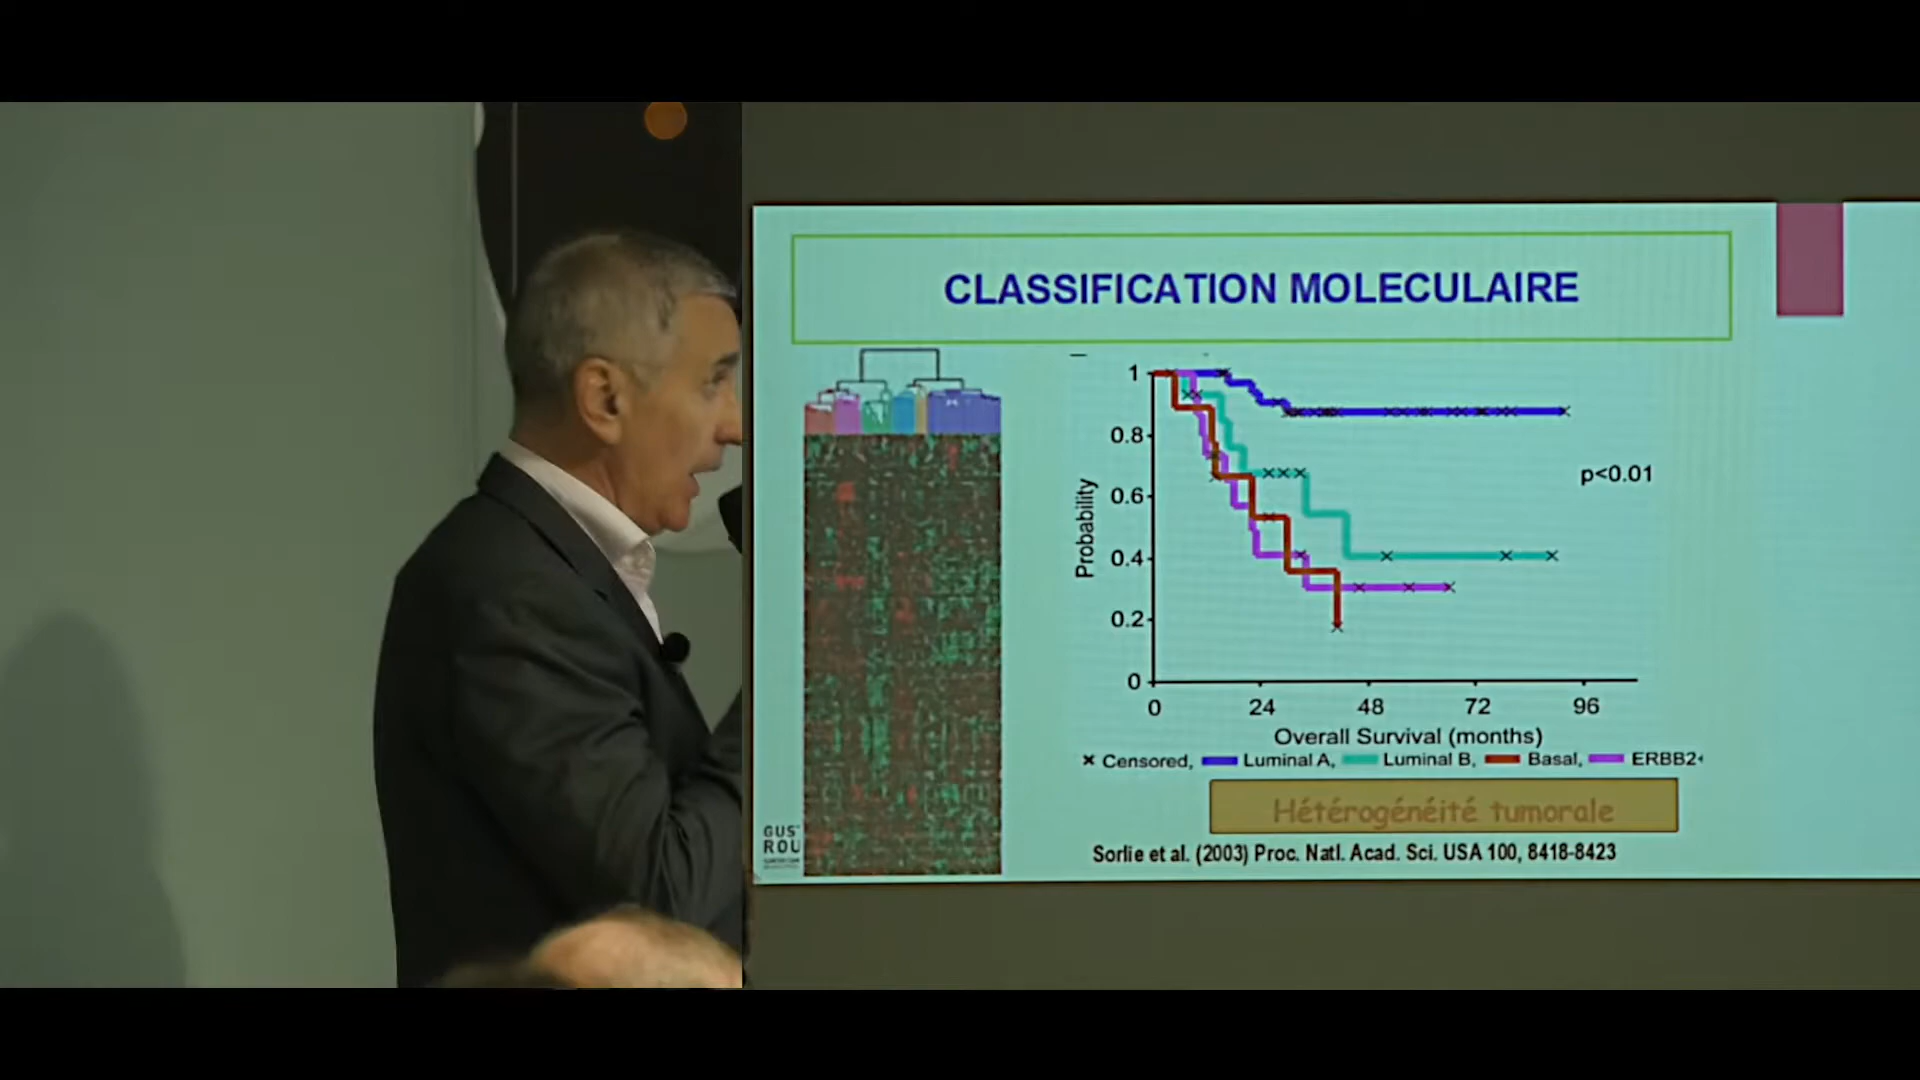 CLASSIFICATION MOLECULAIRE
1
0.8
0.6
0.4
0.2
0
Probability
p<0.01
0 24 48 72 96
Overall Survival (months)
× Censored, Luminal A, Luminal B, Basal, ERBB2+
Hétérogénéité tumorale
GUS
ROU
Sorlie et al. (2003) Proc. Natl. Acad. Sci. USA 100, 8418-8423